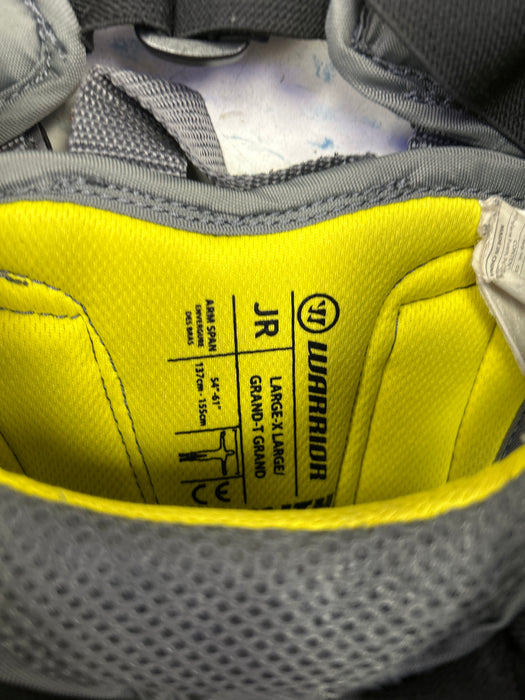 WARRIOR
JR
LARGE-X LARGE/
GRAND-T GRAND
ARM SPAN
ENVERGURE
DES BRAS
54"-61"
137cm - 155cm